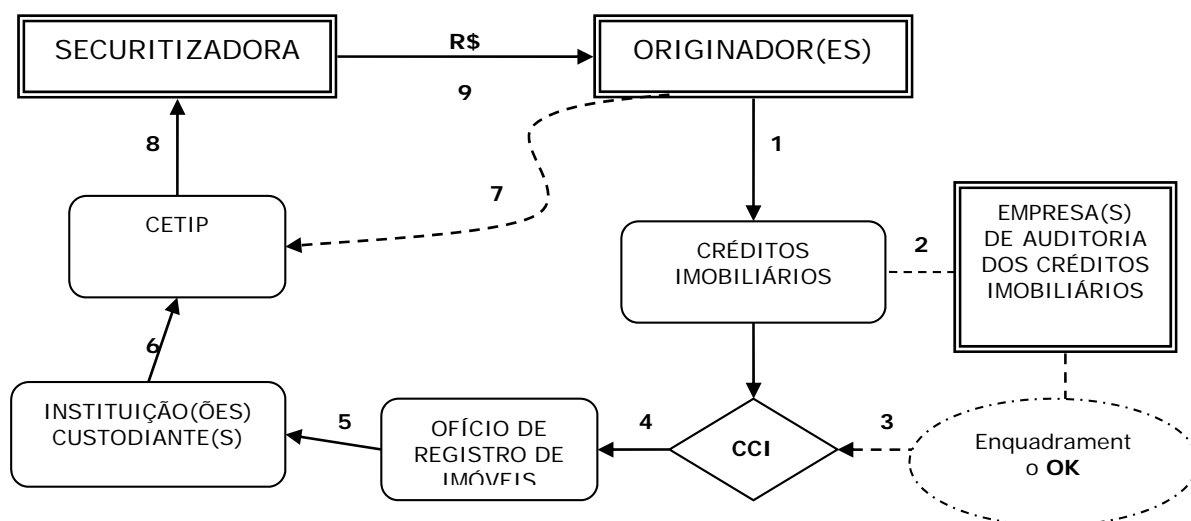 SECURITIZADORA
R$
ORIGINADOR(ES)
9
8
1
7
CETIP
CRÉDITOS
IMOBILIÁRIOS
2
EMPRESA(S)
DE AUDITORIA
DOS CRÉDITOS
IMOBILIÁRIOS
6
INSTITUIÇÃO(ÕES)
CUSTODIANTE(S)
5
OFÍCIO DE
REGISTRO DE
IMÓVEIS
4
CCI
3
Enquadrament
o OK